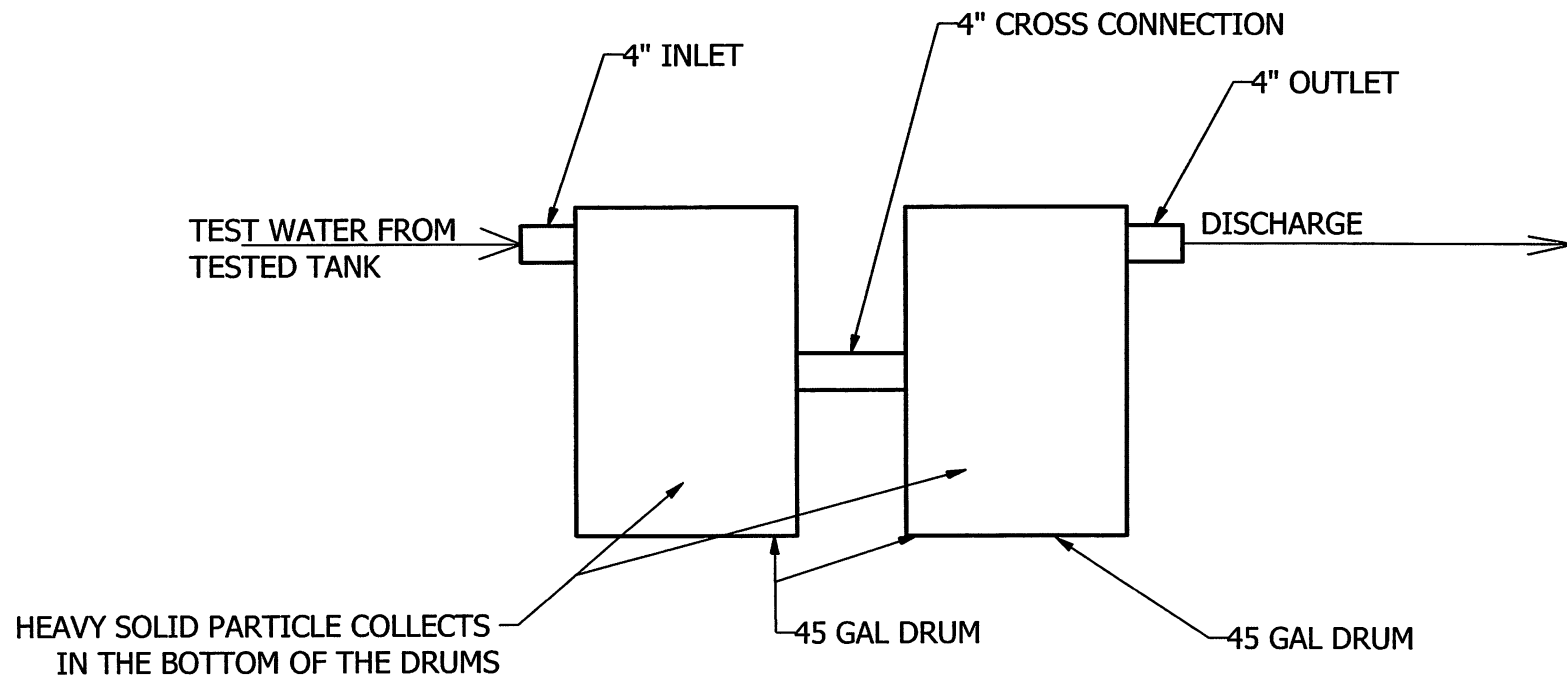 4" CROSS CONNECTION
4" INLET
4" OUTLET
TEST WATER FROM
TESTED TANK
DISCHARGE
HEAVY SOLID PARTICLE COLLECTS
IN THE BOTTOM OF THE DRUMS
45 GAL DRUM
45 GAL DRUM